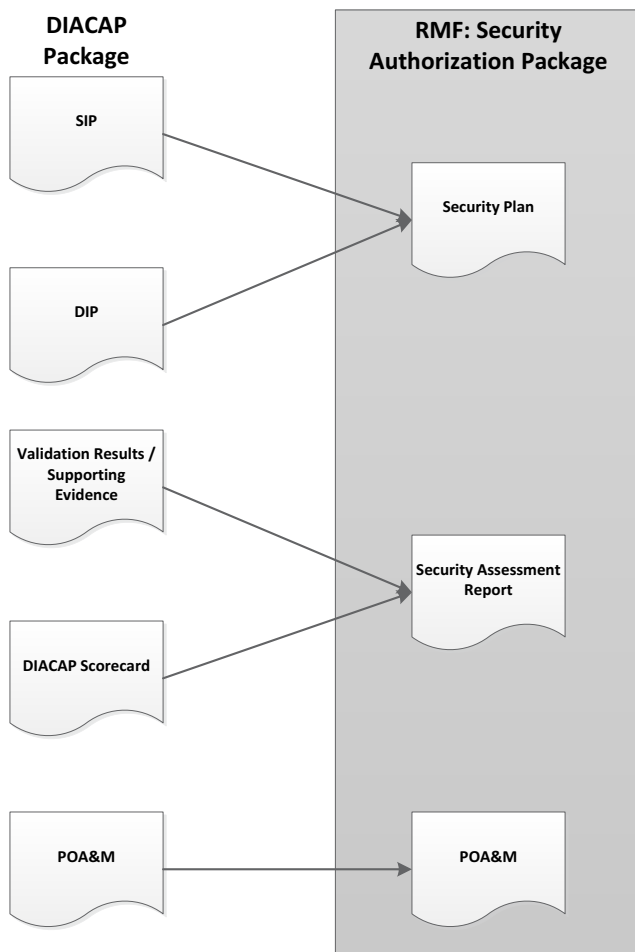 DIACAP
Package
RMF: Security
Authorization Package
SIP
Security Plan
DIP
Validation Results /
Supporting
Evidence
Security Assessment
Report
DIACAP Scorecard
POA&M
POA&M